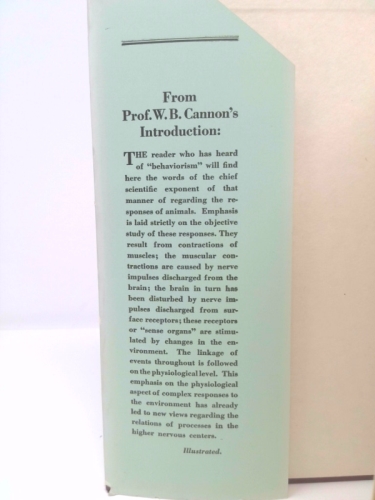 From
Prof. W. B. Cannon's
Introduction:
THE reader who has heard
of "behaviorism" will find
here the words of the chief
scientific exponent of that
manner of regarding the re-
sponses of animals. Emphasis
is laid strictly on the objective
study of these responses. They
result from contractions of
muscles; the muscular con-
tractions are caused by nerve
impulses discharged from the
brain; the brain in turn has
been disturbed by nerve im-
pulses discharged from sur-
face receptors; these receptors
or "sense organs" are stimu-
lated by changes in the en-
vironment. The linkage of
events throughout is followed
on the physiological level. This
emphasis on the physiological
aspect of complex responses to
the environment has already
led to new views regarding the
relations of processes in the
higher nervous centers.
Illustrated.